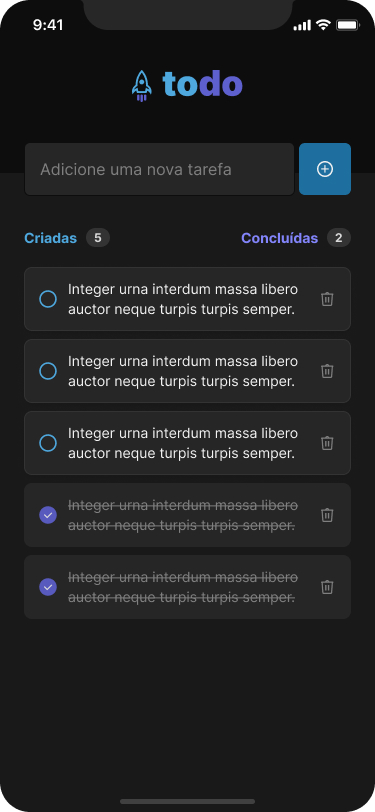 9:41
todo
Adicione uma nova tarefa
Criadas 5 Concluídas 2
Integer urna interdum massa libero
auctor neque turpis turpis semper.
Integer urna interdum massa libero
auctor neque turpis turpis semper.
Integer urna interdum massa libero
auctor neque turpis turpis semper.
Integer urna interdum massa libero
auctor neque turpis turpis semper.
Integer urna interdum massa libero
auctor neque turpis turpis semper.